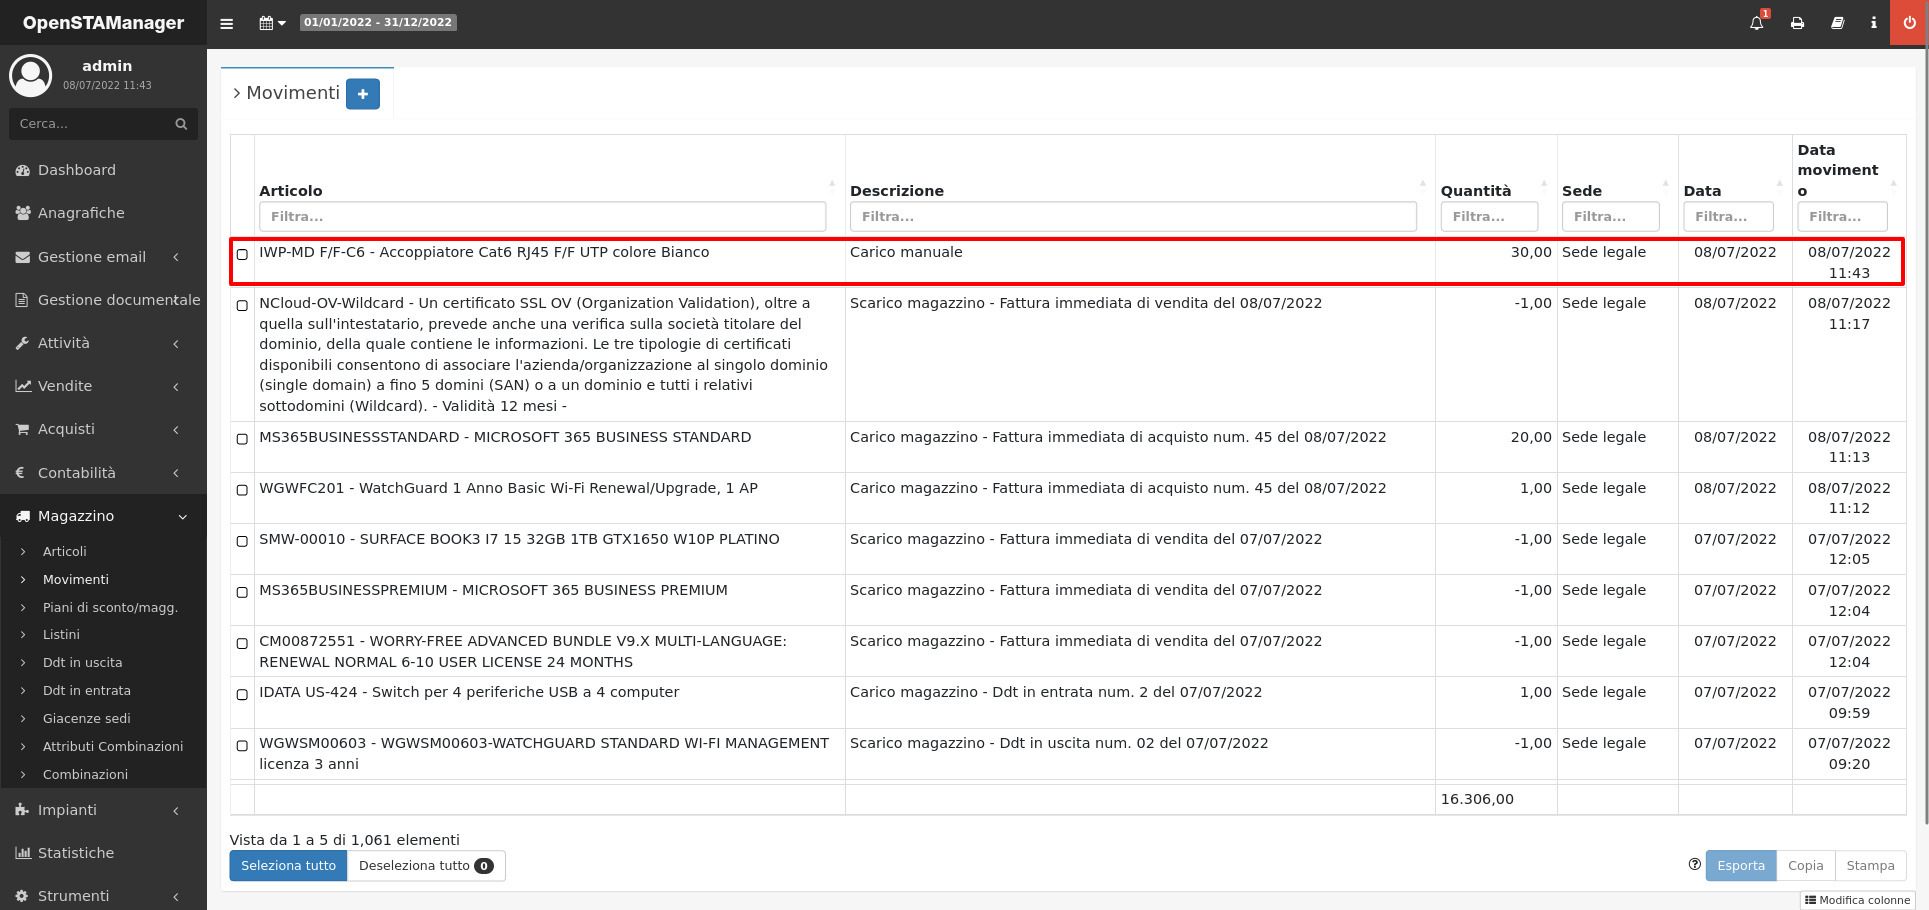 OpenSTAManager
01/01/2022 - 31/12/2022
1
admin
08/07/2022 11:43
Cerca...
Dashboard
Anagrafiche
Gestione email
Gestione documentale
Attività
Vendite
Acquisti
Contabilità
Magazzino
Articoli
Movimenti
Piani di sconto/magg.
Listini
Ddt in uscita
Ddt in entrata
Giacenze sedi
Attributi Combinazioni
Combinazioni
Impianti
Statistiche
Strumenti
Movimenti +
Articolo Descrizione Quantità Sede Data Data
moviment
o
Filtra... Filtra... Filtra... Filtra... Filtra... Filtra...
IWP-MD F/F-C6 - Accoppiatore Cat6 RJ45 F/F UTP colore Bianco Carico manuale 30,00 Sede legale 08/07/2022 08/07/2022
11:43
NCloud-OV-Wildcard - Un certificato SSL OV (Organization Validation), oltre a Scarico magazzino - Fattura immediata di vendita del 08/07/2022 -1,00 Sede legale 08/07/2022 08/07/2022
quella sull'intestatario, prevede anche una verifica sulla società titolare del 11:17
dominio, della quale contiene le informazioni. Le tre tipologie di certificati
disponibili consentono di associare l'azienda/organizzazione al singolo dominio
(single domain) a fino 5 domini (SAN) o a un dominio e tutti i relativi
sottodomini (Wildcard). - Validità 12 mesi -
MS365BUSINESSSTANDARD - MICROSOFT 365 BUSINESS STANDARD Carico magazzino - Fattura immediata di acquisto num. 45 del 08/07/2022 20,00 Sede legale 08/07/2022 08/07/2022
11:13
WGWFC201 - WatchGuard 1 Anno Basic Wi-Fi Renewal/Upgrade, 1 AP Carico magazzino - Fattura immediata di acquisto num. 45 del 08/07/2022 1,00 Sede legale 08/07/2022 08/07/2022
11:12
SMW-00010 - SURFACE BOOK3 I7 15 32GB 1TB GTX1650 W10P PLATINO Scarico magazzino - Fattura immediata di vendita del 07/07/2022 -1,00 Sede legale 07/07/2022 07/07/2022
12:05
MS365BUSINESSPREMIUM - MICROSOFT 365 BUSINESS PREMIUM Scarico magazzino - Fattura immediata di vendita del 07/07/2022 -1,00 Sede legale 07/07/2022 07/07/2022
12:04
CM00872551 - WORRY-FREE ADVANCED BUNDLE V9.X MULTI-LANGUAGE: Scarico magazzino - Fattura immediata di vendita del 07/07/2022 -1,00 Sede legale 07/07/2022 07/07/2022
RENEWAL NORMAL 6-10 USER LICENSE 24 MONTHS 12:04
IDATA US-424 - Switch per 4 periferiche USB a 4 computer Carico magazzino - Ddt in entrata num. 2 del 07/07/2022 1,00 Sede legale 07/07/2022 07/07/2022
09:59
WGWSM00603 - WGWSM00603-WATCHGUARD STANDARD WI-FI MANAGEMENT Scarico magazzino - Ddt in uscita num. 02 del 07/07/2022 -1,00 Sede legale 07/07/2022 07/07/2022
licenza 3 anni 09:20
16.306,00
Vista da 1 a 5 di 1,061 elementi
Seleziona tutto Deseleziona tutto 0 Esporta Copia Stampa
Modifica colonne